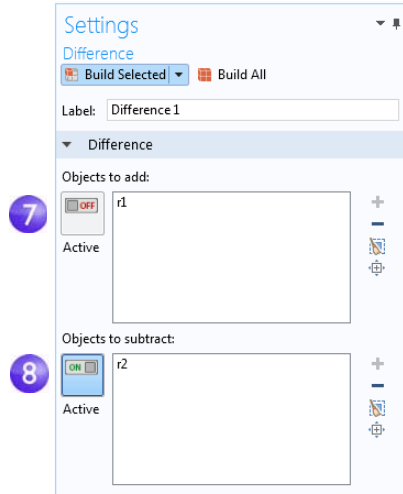 Settings
Difference
Build Selected Build All
Label: Difference 1
Difference
Objects to add:
7 OFF r1
Active
Objects to subtract:
8 ON r2
Active